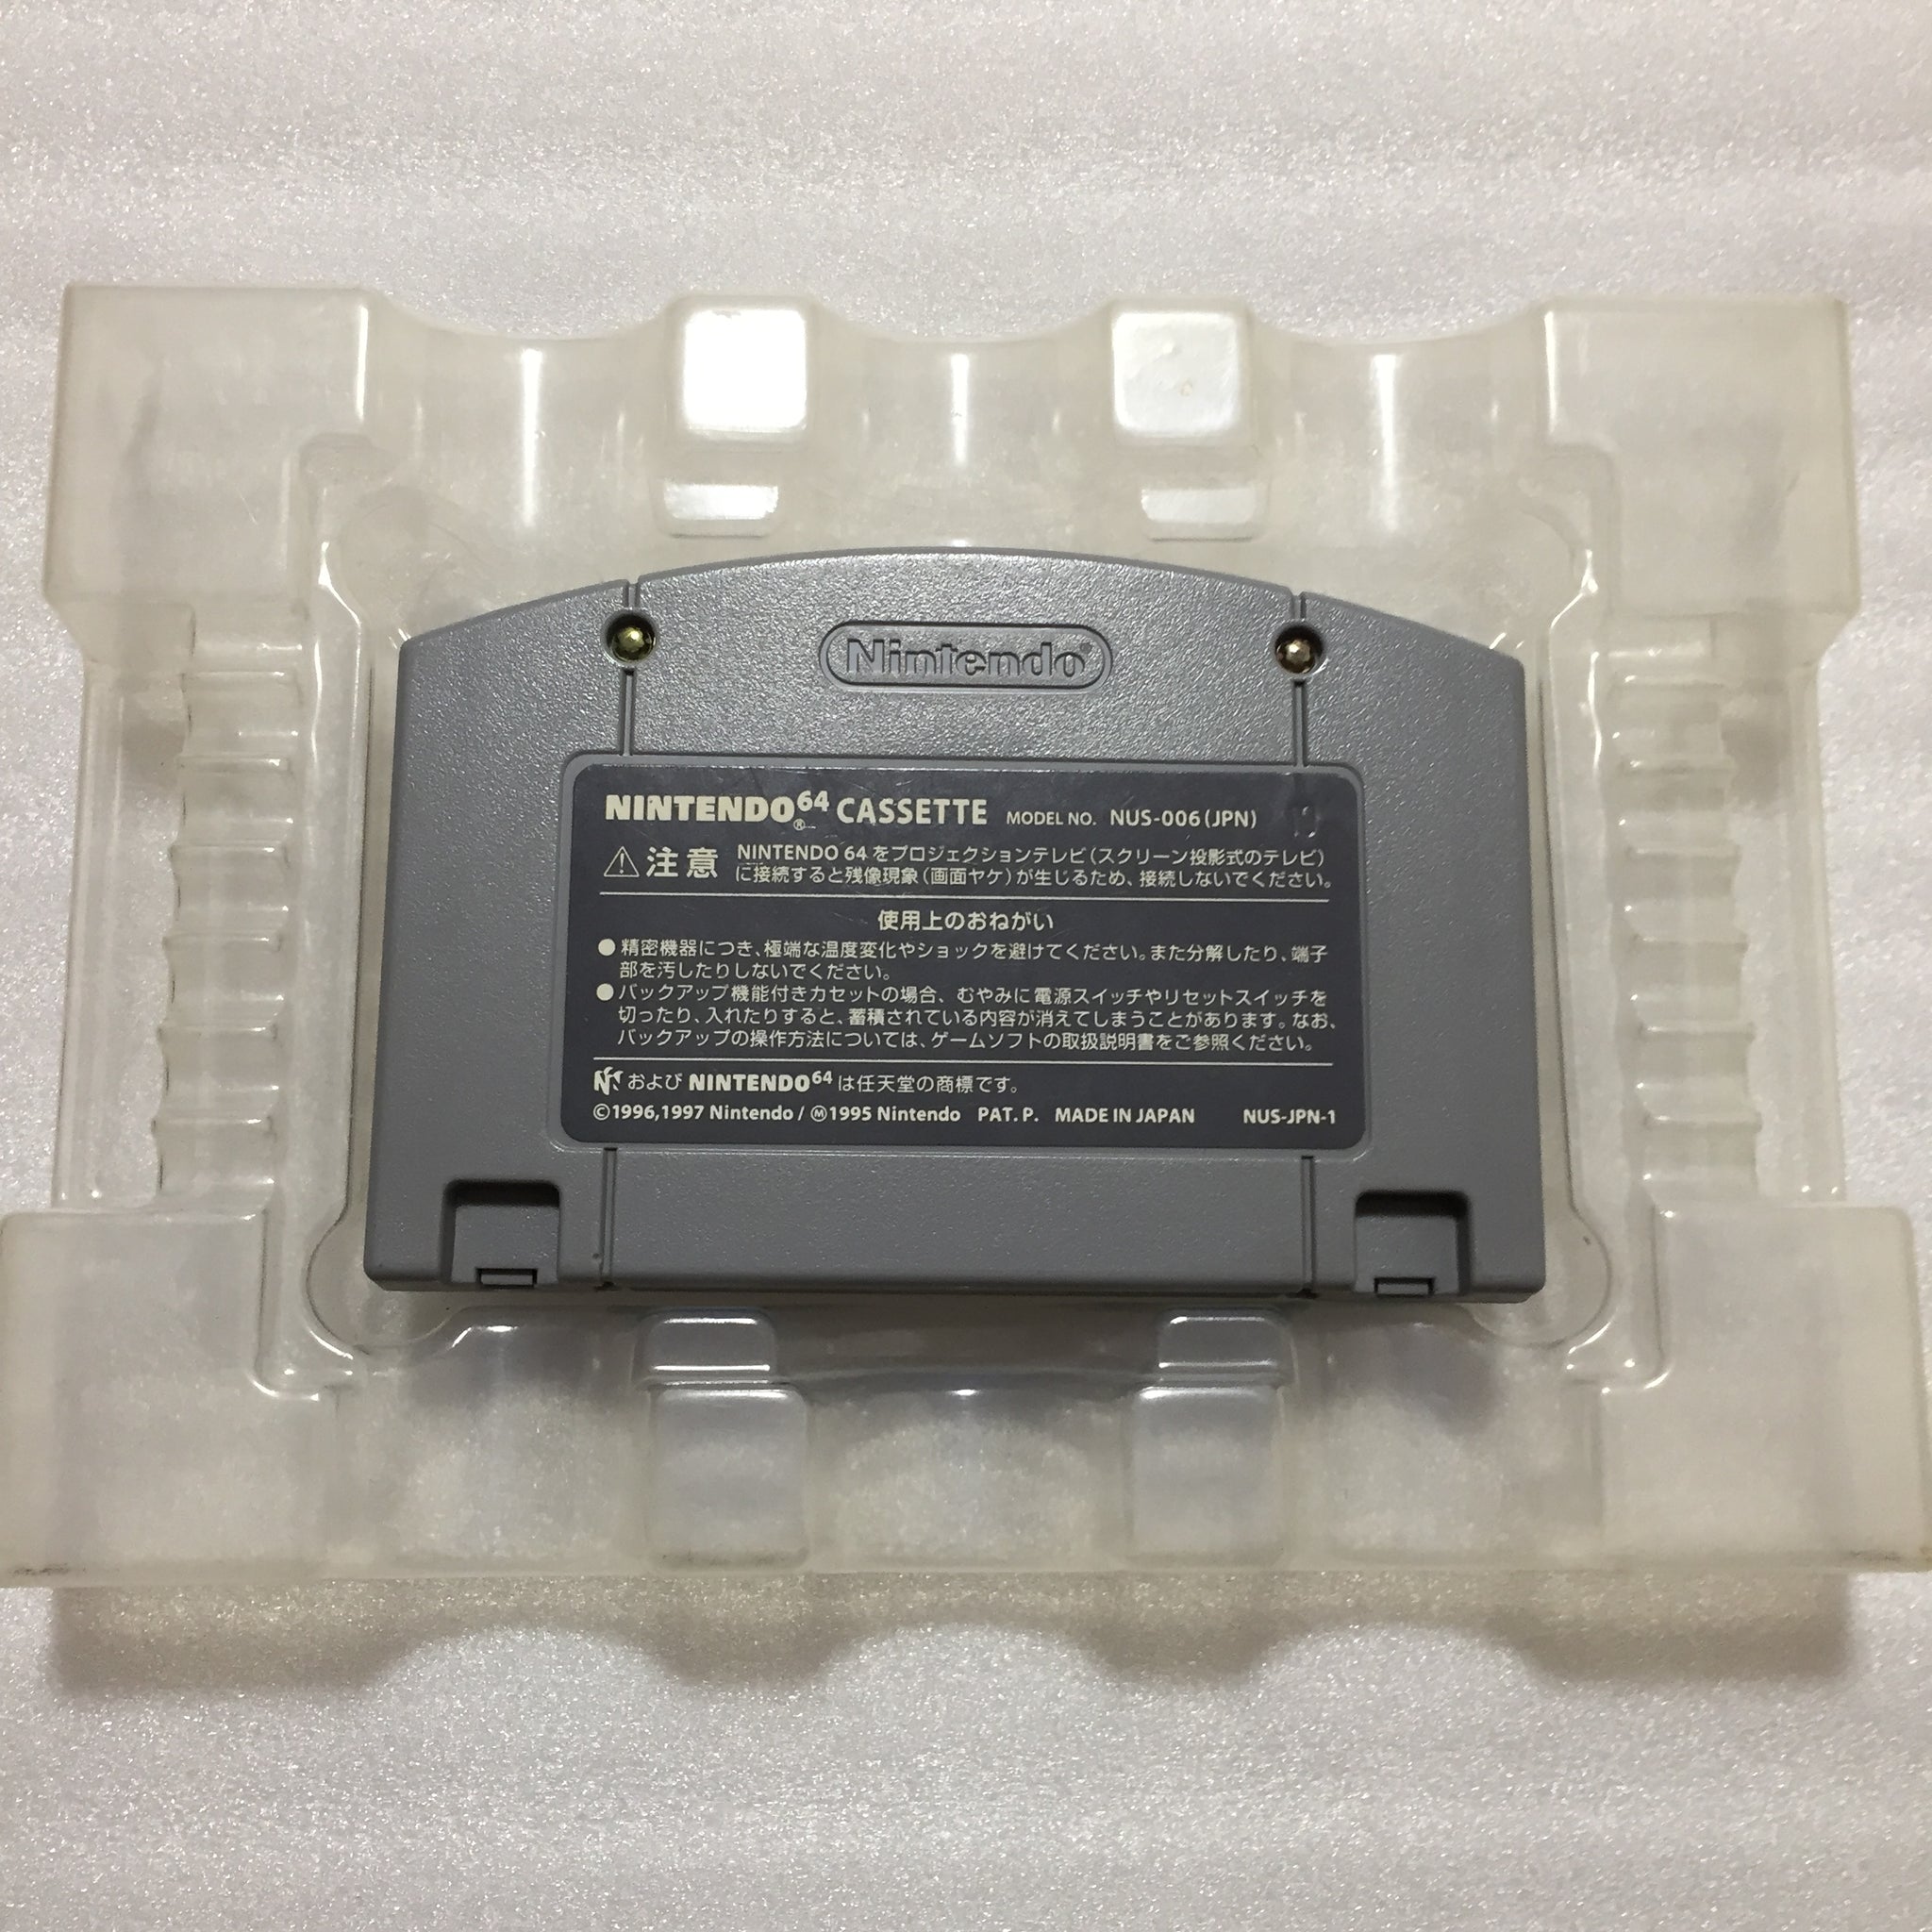 Nintendo®
NINTENDO64® CASSETTE MODEL NO. NUS-006(JPN)
⚠注意 NINTENDO 64をプロジェクションテレビ(スクリーン投影式のテレビ)
に接続すると残像現象(画面ヤケ)が生じるため、接続しないでください。
使用上のおねがい
●精密機器につき、極端な温度変化やショックを避けてください。また分解したり、端子
部を汚したりしないでください。
●バックアップ機能付きカセットの場合、むやみに電源スイッチやリセットスイッチを
切ったり、入れたりすると、蓄積されている内容が消えてしまうことがあります。なお、
バックアップの操作方法については、ゲームソフトの取扱説明書をご参照ください。
および NINTENDO64 は任天堂の商標です。
©1996,1997 Nintendo / Ⓜ1995 Nintendo PAT. P. MADE IN JAPAN NUS-JPN-1